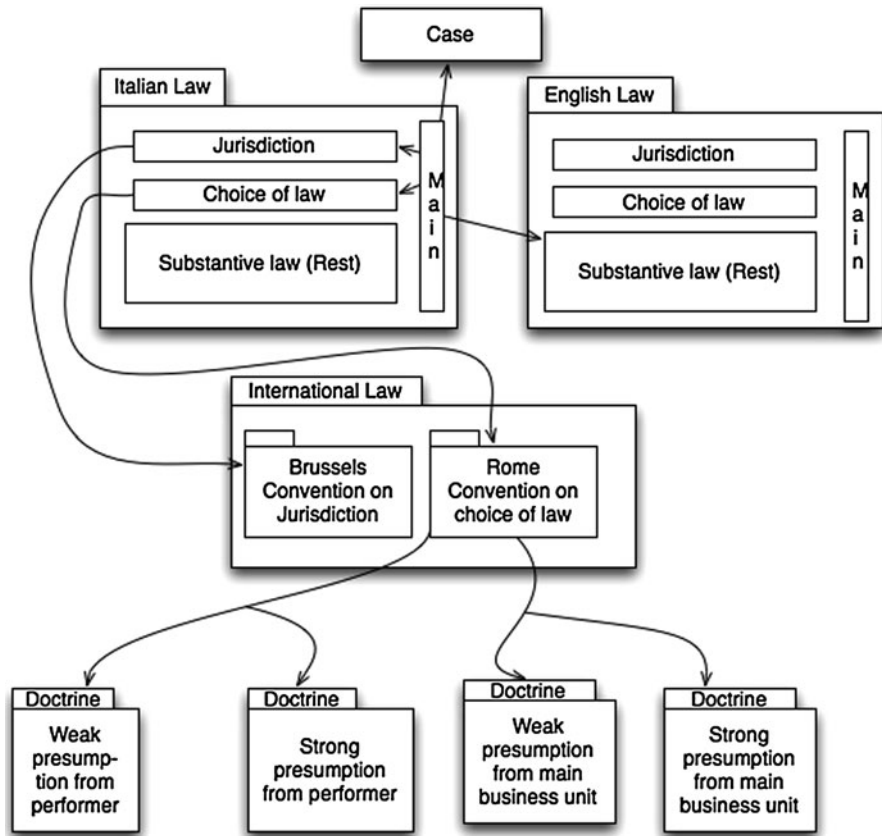 Case
Italian Law
Jurisdiction
Choice of law
Substantive law (Rest)
M
a
i
n
English Law
Jurisdiction
Choice of law
Substantive law (Rest)
M
a
i
n
International Law
Brussels
Convention on
Jurisdiction
Rome
Convention on
choice of law
Doctrine
Weak
presump-
tion from
performer
Doctrine
Strong
presumption
from performer
Doctrine
Weak
presumption
from main
business unit
Doctrine
Strong
presumption
from main
business unit